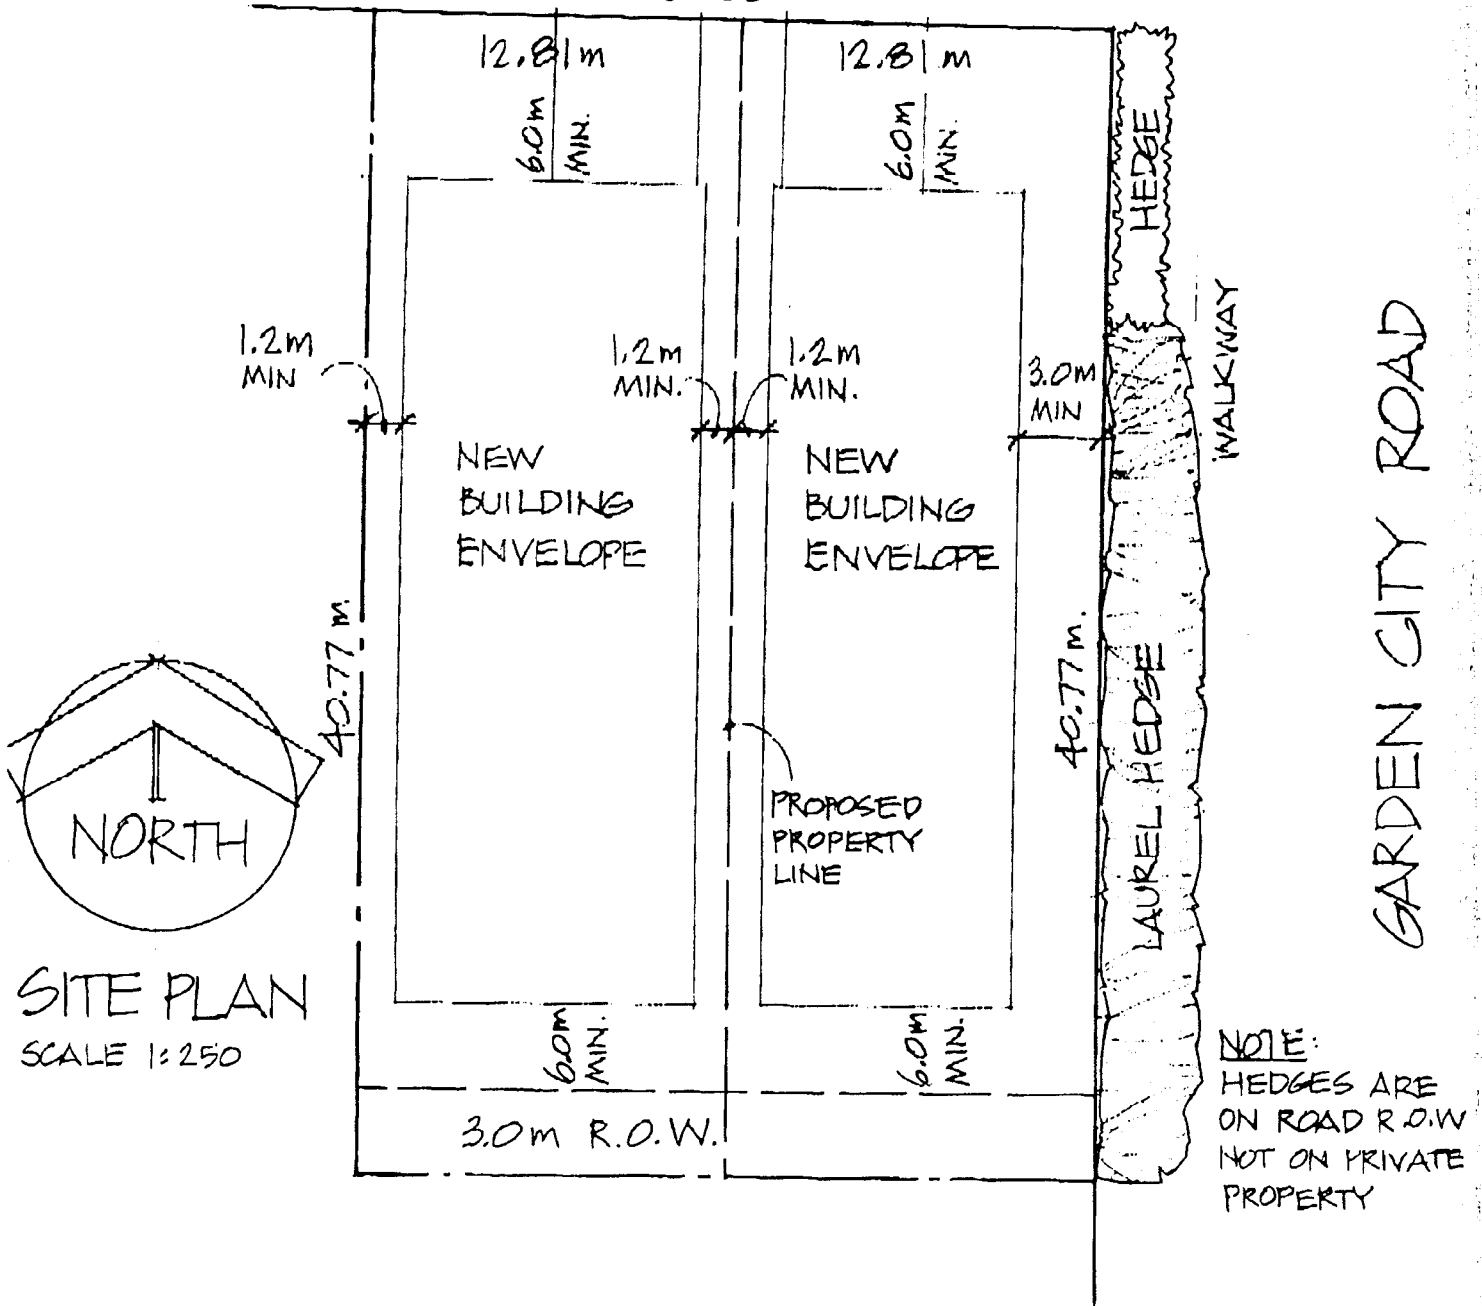 12.81m
12.81m
6.0m
MIN.
6.0m
MIN.
HEDGE
1.2m
MIN
1.2m
MIN.
1.2m
MIN.
3.0m
MIN
WALKWAY
GARDEN CITY ROAD
NEW
BUILDING
ENVELOPE
NEW
BUILDING
ENVELOPE
40.77 m.
40.77 m.
LAUREL HEDGE
NORTH
PROPOSED
PROPERTY
LINE
SITE PLAN
SCALE 1:250
6.0m
MIN.
6.0m
MIN.
3.0m R.O.W.
NOTE:
HEDGES ARE
ON ROAD R.O.W
NOT ON PRIVATE
PROPERTY